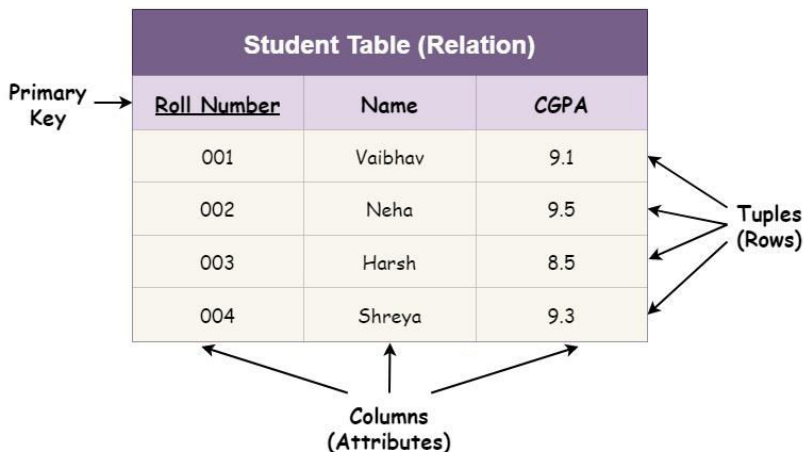 Student Table (Relation)
Primary
Key
Roll Number Name CGPA
001 Vaibhav 9.1
002 Neha 9.5
003 Harsh 8.5
004 Shreya 9.3
Tuples
(Rows)
Columns
(Attributes)